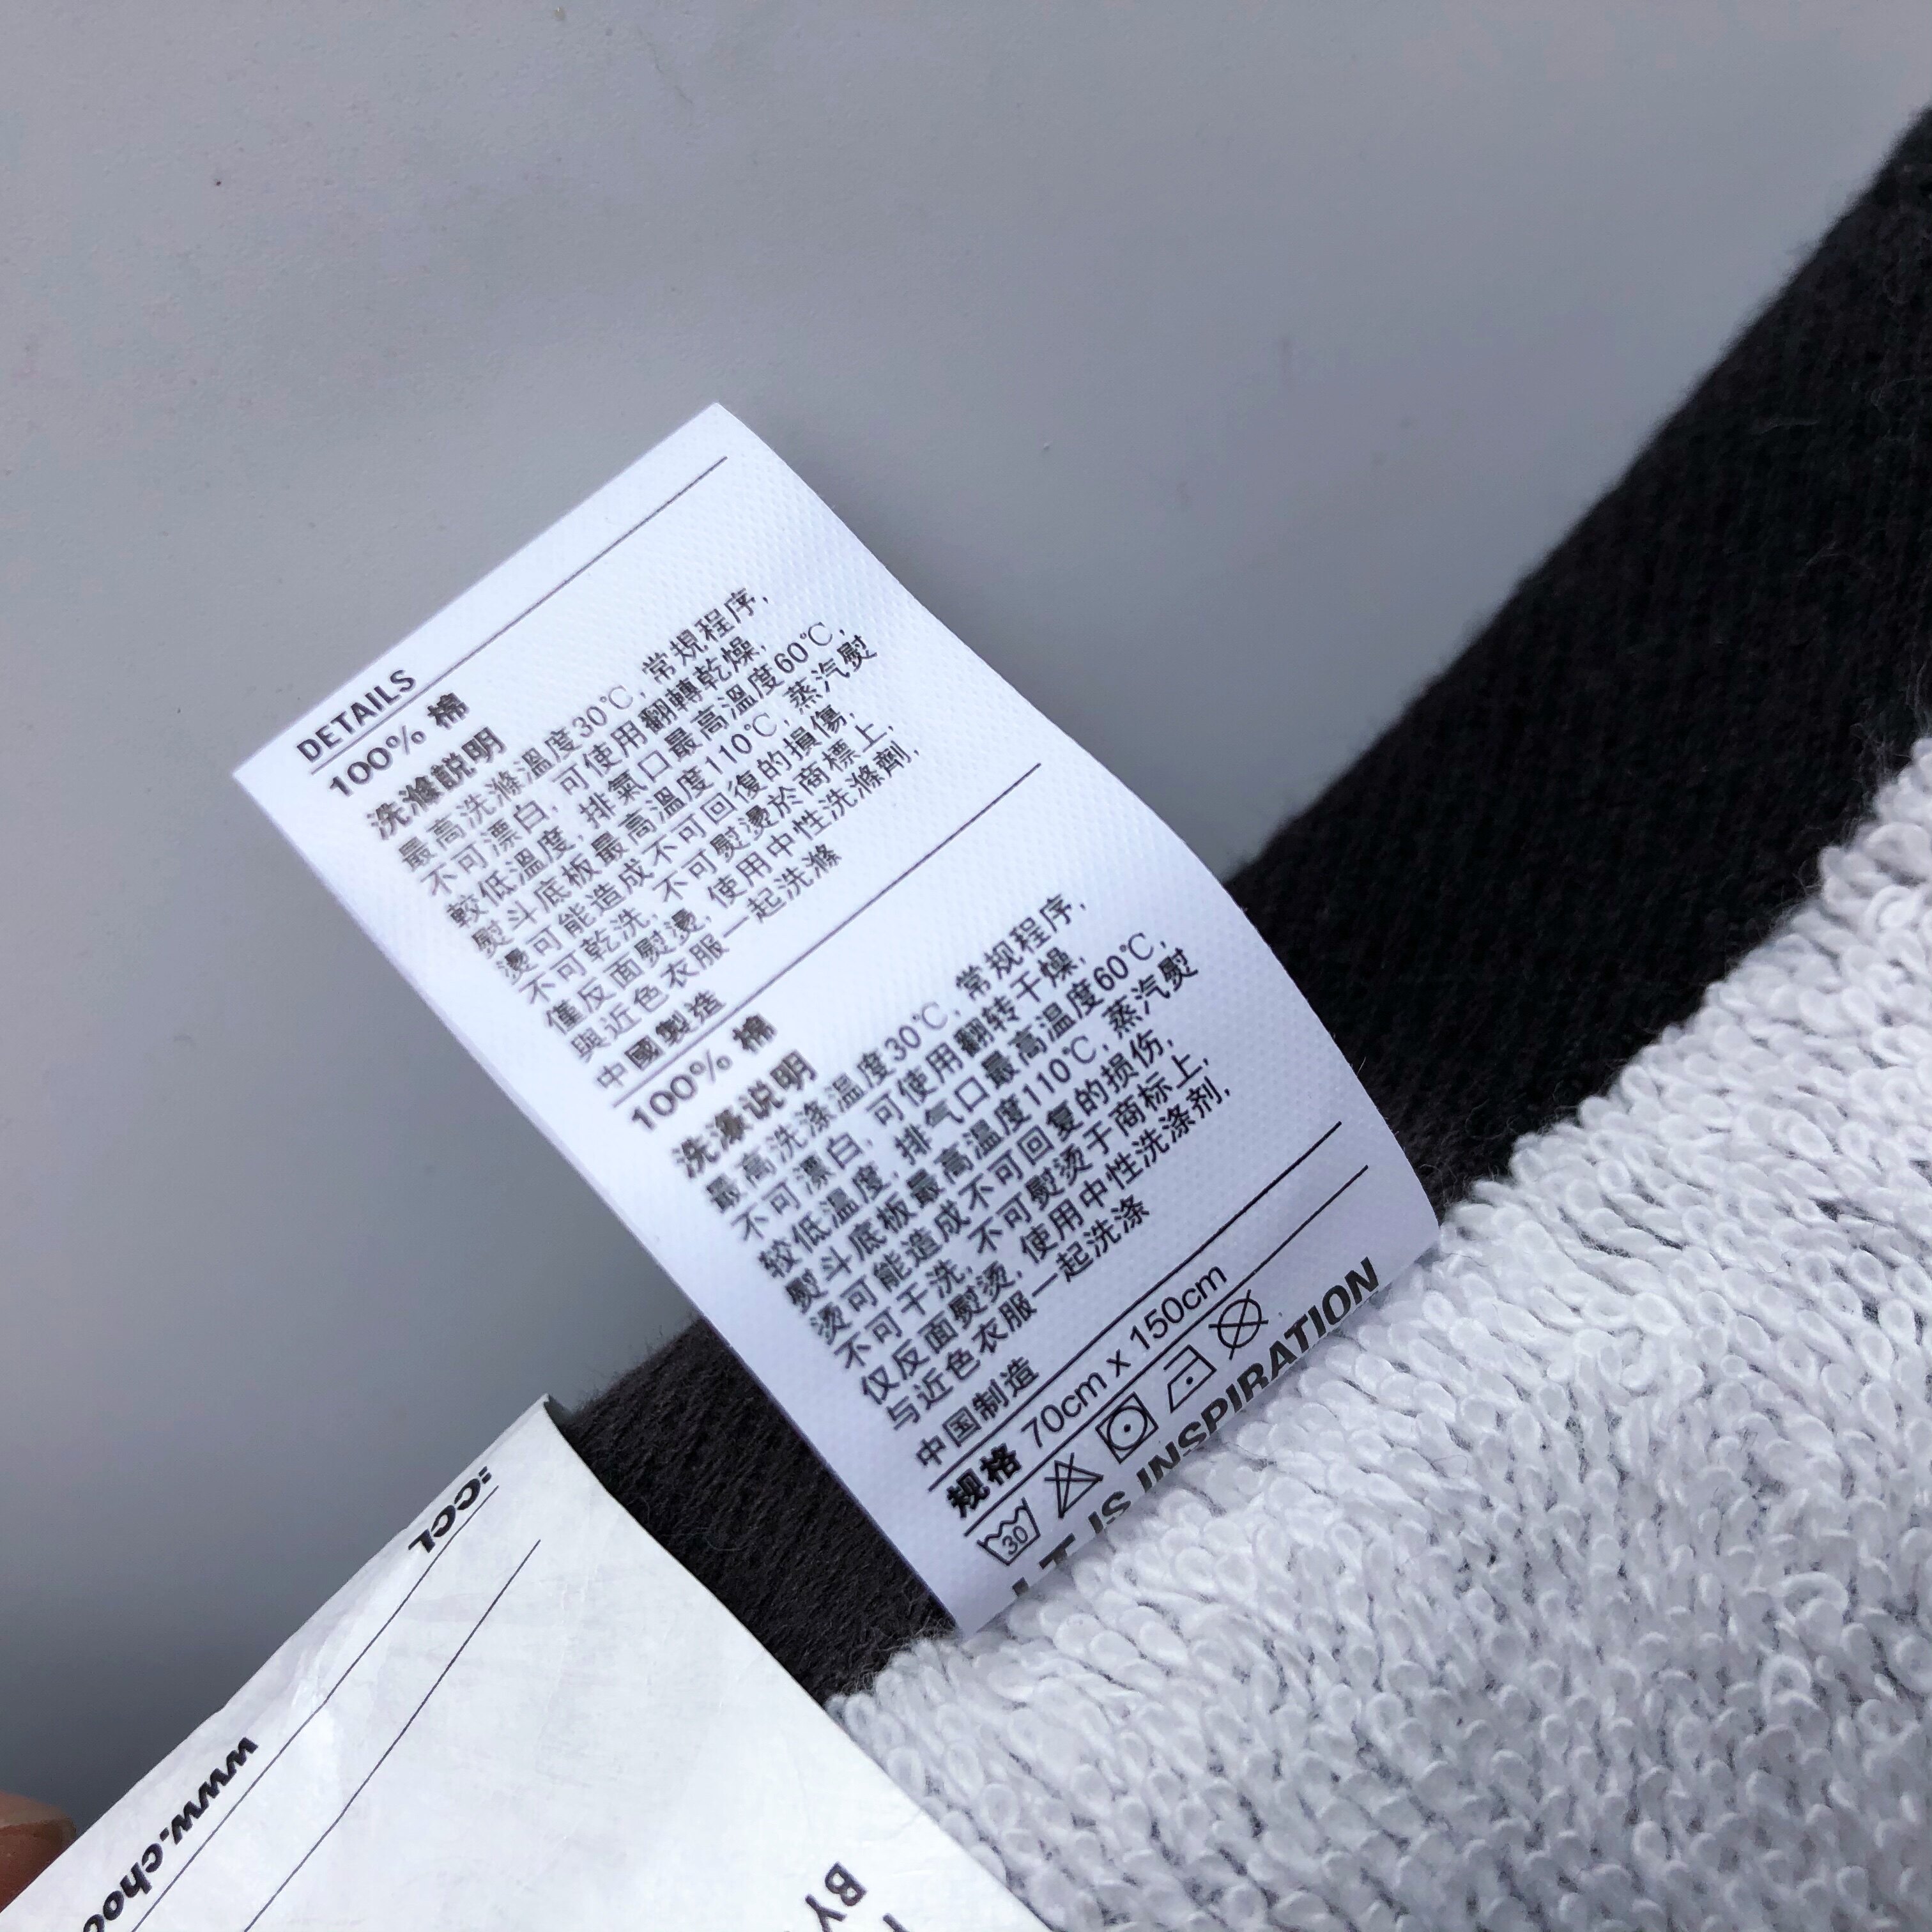 DETAILS
100% 棉
洗滌説明
最高洗滌溫度30℃, 常規程序,
不可漂白, 可使用翻轉乾燥,
較低溫度, 排氣口最高溫度60℃,
熨斗底板最高溫度110℃, 蒸汽熨
燙可能造成不可回復的損傷,
不可乾洗, 不可熨燙於商標上,
僅反面熨燙, 使用中性洗滌劑,
與近色衣服一起洗滌
中國製造
100% 棉
洗涤说明
最高洗涤温度30℃, 常规程序,
不可漂白, 可使用翻转干燥,
较低温度, 排气口最高温度60℃,
熨斗底板最高温度110℃, 蒸汽熨
烫可能造成不可回复的损伤,
不可干洗, 不可熨烫于商标上,
仅反面熨烫, 使用中性洗涤剂,
与近色衣服一起洗涤
中国制造
规格 70cm x 150cm
30
IT IS INSPIRATION
www.choc
BY